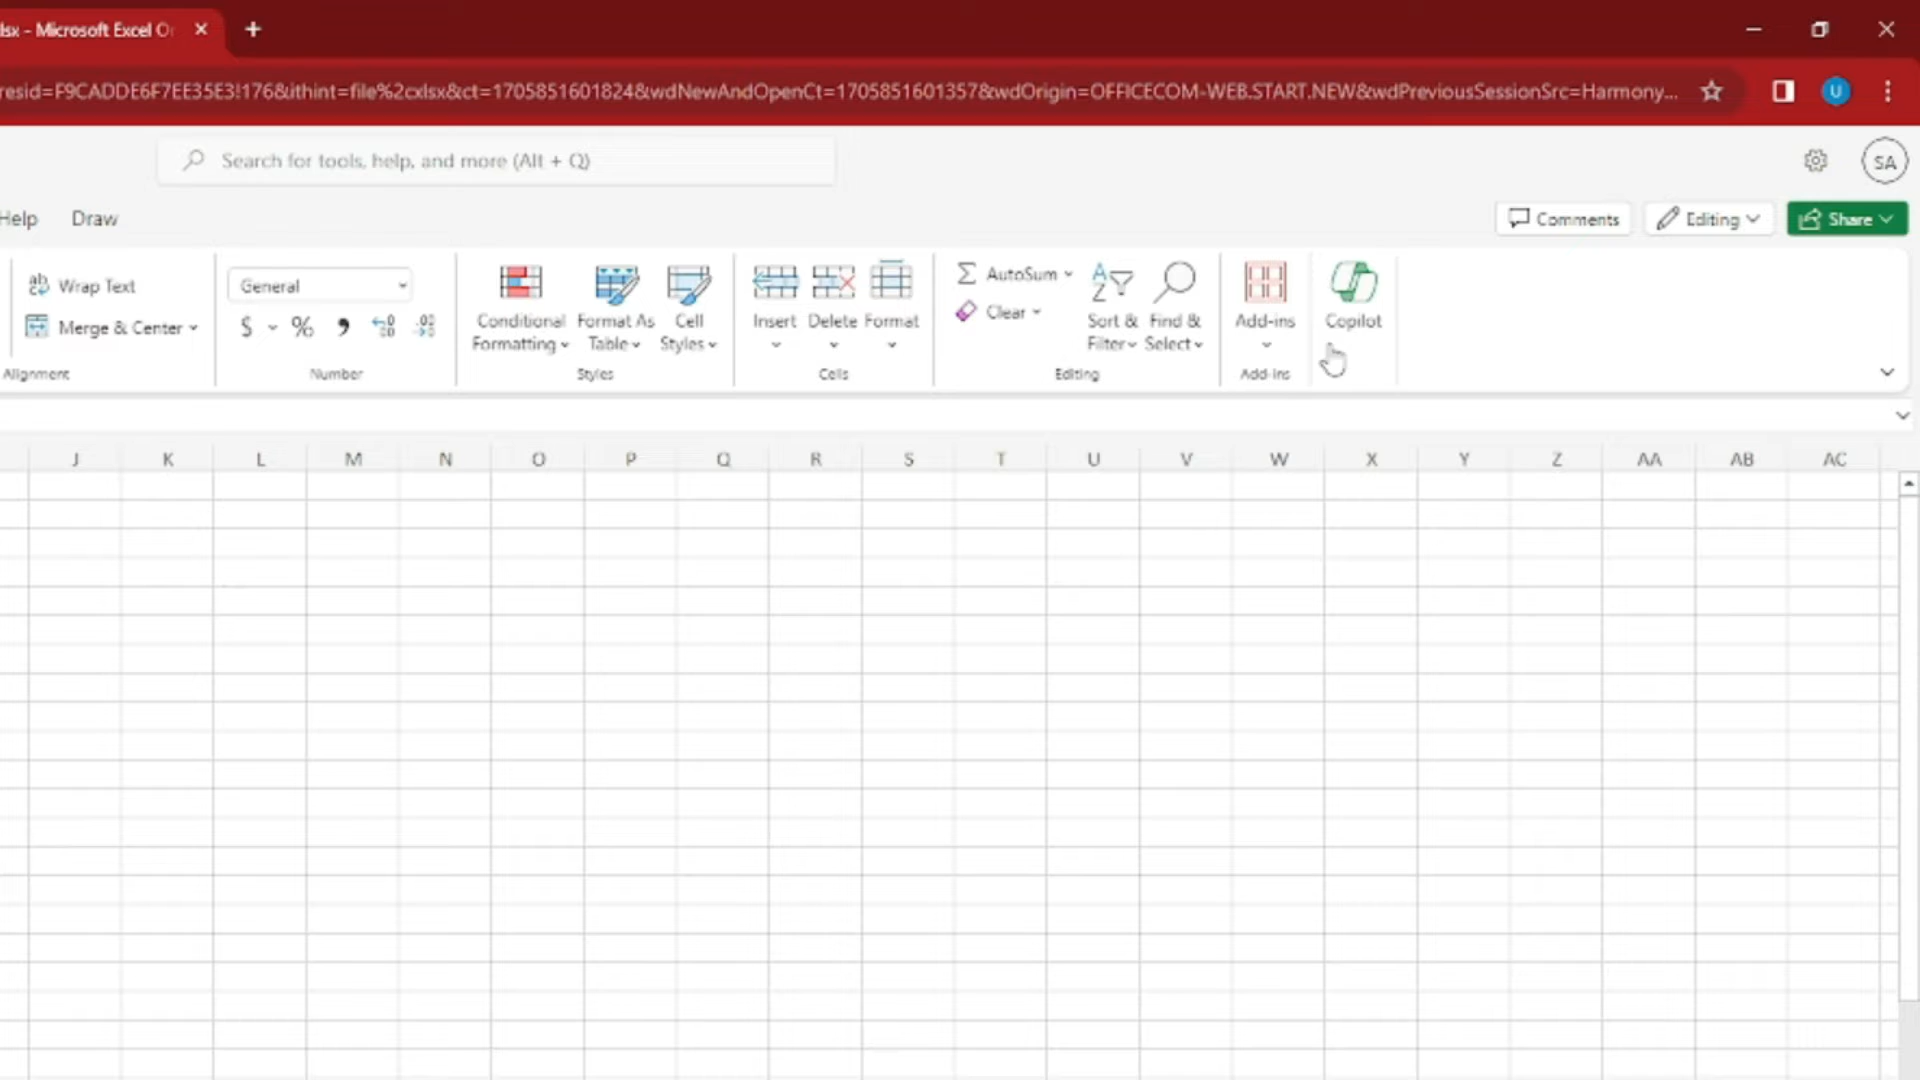 lsx - Microsoft Excel Or
resid=F9CADDE6F7EE35E3!176&ithint=file%2cxlsx&ct=1705851601824&wdNewAndOpenCt=1705851601357&wdOrigin=OFFICECOM-WEB.START.NEW&wdPreviousSessionSrc=Harmony...
U
Search for tools, help, and more (Alt + Q)
SA
Help Draw
Comments Editing Share
Wrap Text
General
Merge & Center
$ %
Conditional Formatting
Format As Table
Cell Styles
Insert Delete Format
AutoSum
Clear
Sort & Filter
Find & Select
Add-ins
Copilot
Alignment Number Styles Cells Editing Add-ins
J K L M N O P Q R S T U V W X Y Z AA AB AC